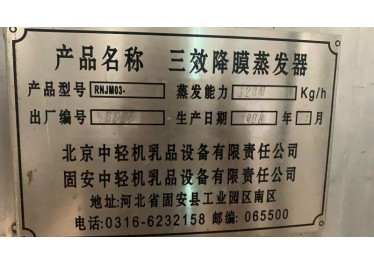 产品名称 三效降膜蒸发器
产品型号 RNJM03- 蒸发能力 Kg/h
出厂编号 生产日期 年 月
北京中轻机乳品设备有限责任公司
固安中轻机乳品设备有限责任公司
地址:河北省固安县工业园区南区
电话:0316-6232158 邮编: 065500